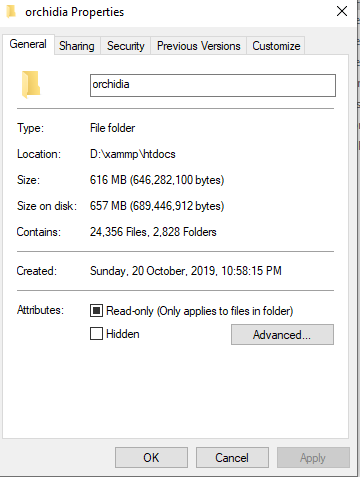 orchidia Properties
General Sharing Security Previous Versions Customize
orchidia
Type: File folder
Location: D:\xammp\htdocs
Size: 616 MB (646,282,100 bytes)
Size on disk: 657 MB (689,446,912 bytes)
Contains: 24,356 Files, 2,828 Folders
Created: Sunday, 20 October, 2019, 10:58:15 PM
Attributes: Read-only (Only applies to files in folder)
Hidden Advanced...
OK Cancel Apply